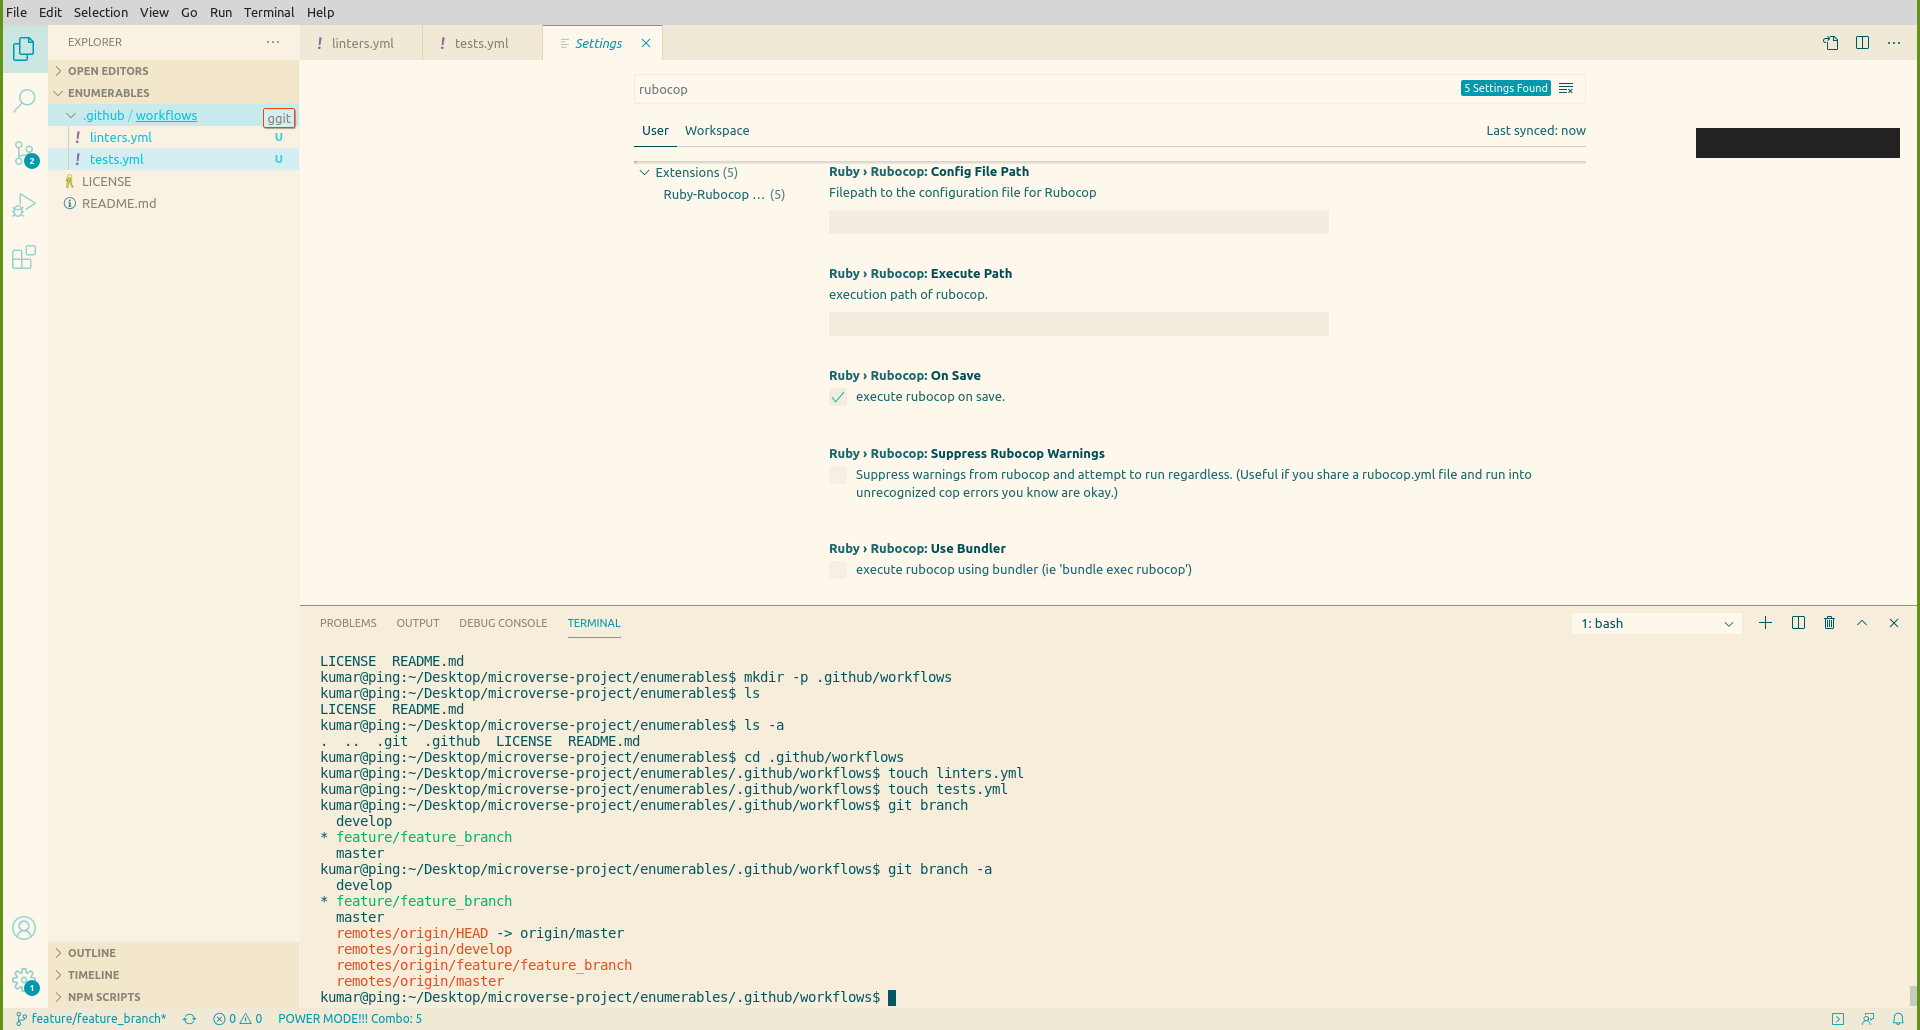 File Edit Selection View Go Run Terminal Help
EXPLORER
OPEN EDITORS
ENUMERABLES
.github / workflows
ggit
linters.yml U
tests.yml U
LICENSE
README.md
OUTLINE
TIMELINE
NPM SCRIPTS
2
1
linters.yml tests.yml Settings
rubocop
5 Settings Found
User Workspace
Last synced: now
Extensions (5)
Ruby-Rubocop ... (5)
Ruby › Rubocop: Config File Path
Filepath to the configuration file for Rubocop
Ruby › Rubocop: Execute Path
execution path of rubocop.
Ruby › Rubocop: On Save
execute rubocop on save.
Ruby › Rubocop: Suppress Rubocop Warnings
Suppress warnings from rubocop and attempt to run regardless. (Useful if you share a rubocop.yml file and run into
unrecognized cop errors you know are okay.)
Ruby › Rubocop: Use Bundler
execute rubocop using bundler (ie 'bundle exec rubocop')
PROBLEMS OUTPUT DEBUG CONSOLE TERMINAL
1: bash
LICENSE  README.md
kumar@ping:~/Desktop/microverse-project/enumerables$ mkdir -p .github/workflows
kumar@ping:~/Desktop/microverse-project/enumerables$ ls
LICENSE  README.md
kumar@ping:~/Desktop/microverse-project/enumerables$ ls -a
.  ..  .git  .github  LICENSE  README.md
kumar@ping:~/Desktop/microverse-project/enumerables$ cd .github/workflows
kumar@ping:~/Desktop/microverse-project/enumerables/.github/workflows$ touch linters.yml
kumar@ping:~/Desktop/microverse-project/enumerables/.github/workflows$ touch tests.yml
kumar@ping:~/Desktop/microverse-project/enumerables/.github/workflows$ git branch
develop
* feature/feature_branch
master
kumar@ping:~/Desktop/microverse-project/enumerables/.github/workflows$ git branch -a
develop
* feature/feature_branch
master
remotes/origin/HEAD -> origin/master
remotes/origin/develop
remotes/origin/feature/feature_branch
remotes/origin/master
kumar@ping:~/Desktop/microverse-project/enumerables/.github/workflows$
feature/feature_branch* 0 0 POWER MODE!!! Combo: 5